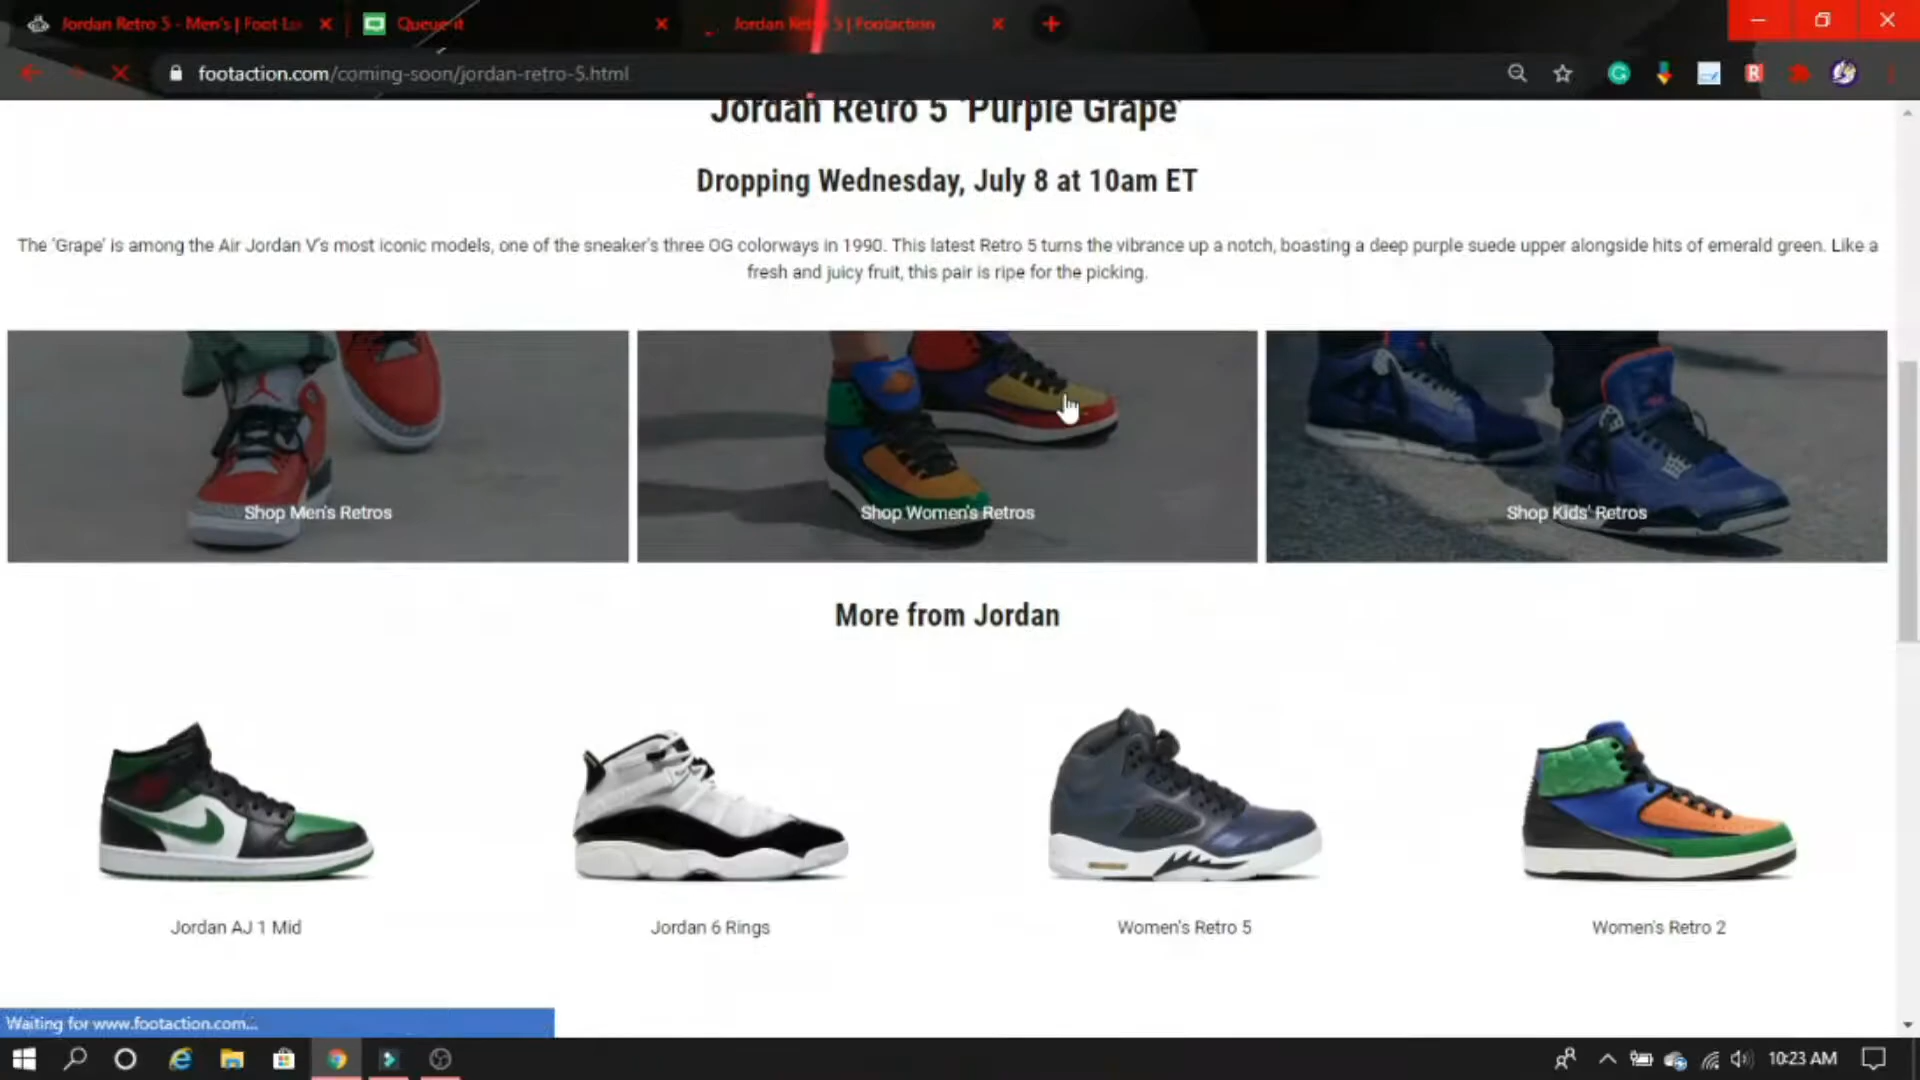 Jordan Retro 5 - Men's | Foot Lo
Queue-it
Jordan Retro 5 | Footaction
footaction.com/coming-soon/jordan-retro-5.html
Jordan Retro 5 'Purple Grape'
Dropping Wednesday, July 8 at 10am ET
The 'Grape' is among the Air Jordan V's most iconic models, one of the sneaker's three OG colorways in 1990. This latest Retro 5 turns the vibrance up a notch, boasting a deep purple suede upper alongside hits of emerald green. Like a
fresh and juicy fruit, this pair is ripe for the picking.
Shop Men's Retros
Shop Women's Retros
Shop Kids' Retros
More from Jordan
Jordan AJ 1 Mid
Jordan 6 Rings
Women's Retro 5
Women's Retro 2
Waiting for www.footaction.com...
10:23 AM